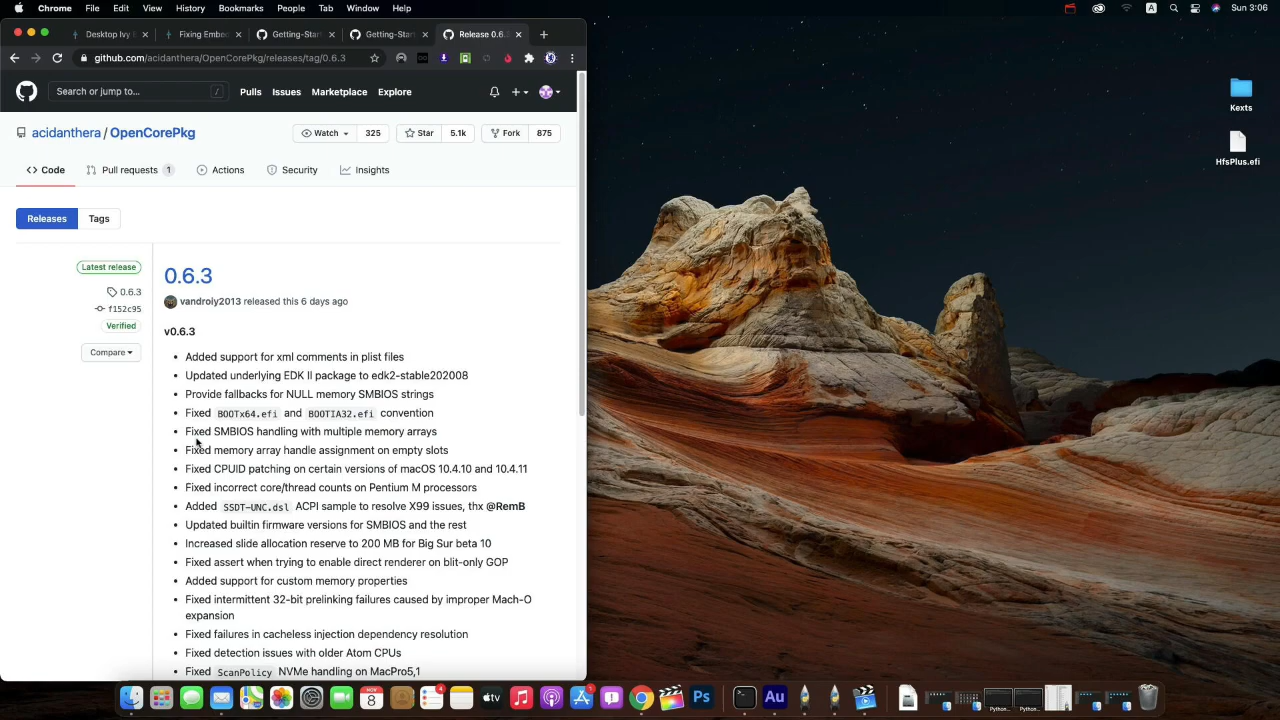 Chrome File Edit View History Bookmarks People Tab Window Help
A Sun 3:06
Desktop Ivy
Fixing Embe
Getting-Star
Getting-Star
Release 0.6.
github.com/acidanthera/OpenCorePkg/releases/tag/0.6.3
Search or jump to... /
Pulls Issues Marketplace Explore
acidanthera / OpenCorePkg
Watch 325 Star 5.1k Fork 875
Code Pull requests 1 Actions Security Insights
Releases Tags
Latest release
0.6.3
f152c95
Verified
Compare
0.6.3
vandroiy2013 released this 6 days ago
v0.6.3
Added support for xml comments in plist files
Updated underlying EDK II package to edk2-stable202008
Provide fallbacks for NULL memory SMBIOS strings
Fixed BOOTx64.efi and BOOTIA32.efi convention
Fixed SMBIOS handling with multiple memory arrays
Fixed memory array handle assignment on empty slots
Fixed CPUID patching on certain versions of macOS 10.4.10 and 10.4.11
Fixed incorrect core/thread counts on Pentium M processors
Added SSDT-UNC.dsl ACPI sample to resolve X99 issues, thx @RemB
Updated builtin firmware versions for SMBIOS and the rest
Increased slide allocation reserve to 200 MB for Big Sur beta 10
Fixed assert when trying to enable direct renderer on blit-only GOP
Added support for custom memory properties
Fixed intermittent 32-bit prelinking failures caused by improper Mach-O
expansion
Fixed failures in cacheless injection dependency resolution
Fixed detection issues with older Atom CPUs
Fixed ScanPolicy NVMe handling on MacPro5,1
Kexts
HfsPlus.efi
NOV
8
4
tv
1
Ps
Au
Python...
Python...